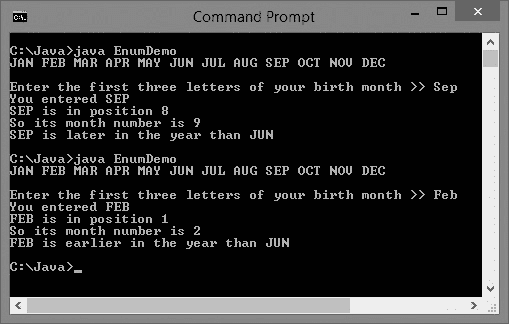 Command Prompt
C:\Java>java EnumDemo
JAN FEB MAR APR MAY JUN JUL AUG SEP OCT NOV DEC
Enter the first three letters of your birth month >> Sep
You entered SEP
SEP is in position 8
So its month number is 9
SEP is later in the year than JUN
C:\Java>java EnumDemo
JAN FEB MAR APR MAY JUN JUL AUG SEP OCT NOV DEC
Enter the first three letters of your birth month >> Feb
You entered FEB
FEB is in position 1
So its month number is 2
FEB is earlier in the year than JUN
C:\Java>_